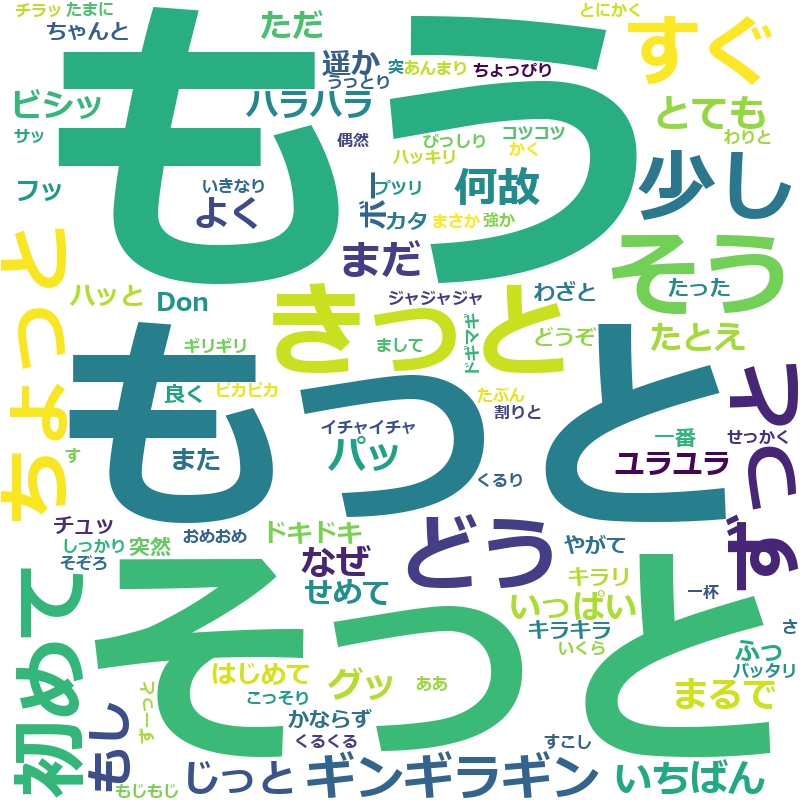 チラッ
たまに
ちゃんと
ただ
もう
とにかく
すぐ
遥か
突
あんまり
ちょっぴり
うっとり
ビシッ
ハラハラ
とても
サッ
偶然
びっしり
コツコツ
わりと
ハッキリ
かく
少し
フッ
いきなり
よく
ボー
プツリ
何故
カタ
まさか
強か
まだ
そう
ちょっと
ハッと
Don
きっと
ジャジャジャ
わざと
たった
ギリギリ
まして
ドギマギ
どうぞ
たとえ
もっと
良く
ピカピカ
たぶん
割りと
ずっと
イチャイチャ
パッ
一番
せっかく
す
また
ユラユラ
くるり
チユッ
おめおめ
ドキドキ
どう
やがて
しっかり
突然
なぜ
そぞろ
せめて
キラリ
一杯
いっぱい
初めて
そっと
キラキラ
いくら
さ
ふっ
バッタリ
はじめて
グッ
ああ
まるで
ずーっと
こっそり
もし
かならず
くるくる
すこし
じっと
ギンギラギン
いちばん
もじもじ